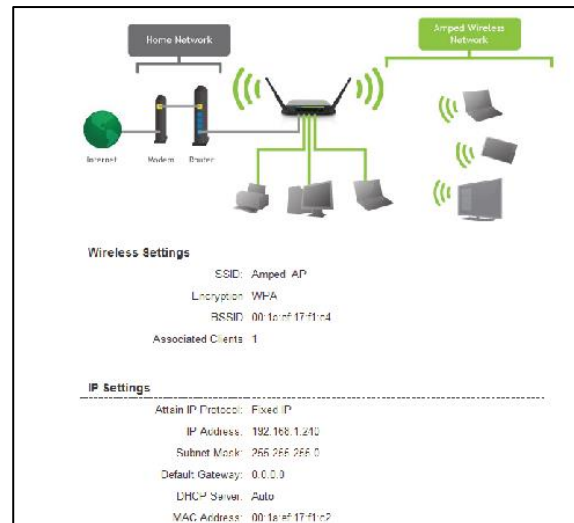 Home Network
Amped Wireless
Network
Internet
Modem
Router
Wireless Settings
SSID: Amped_AP
Encryption WPA
BSSID 00:1a:ef:17:f1:c4
Associated Clients 1
IP Settings
Attain IP Protocol: Fixed IP
IP Address: 192.168.1.240
Subnet Mask: 255.255.255.0
Default Gateway: 0.0.0.0
DHCP Server: Auto
MAC Address: 00:1a:ef:17:f1:c2